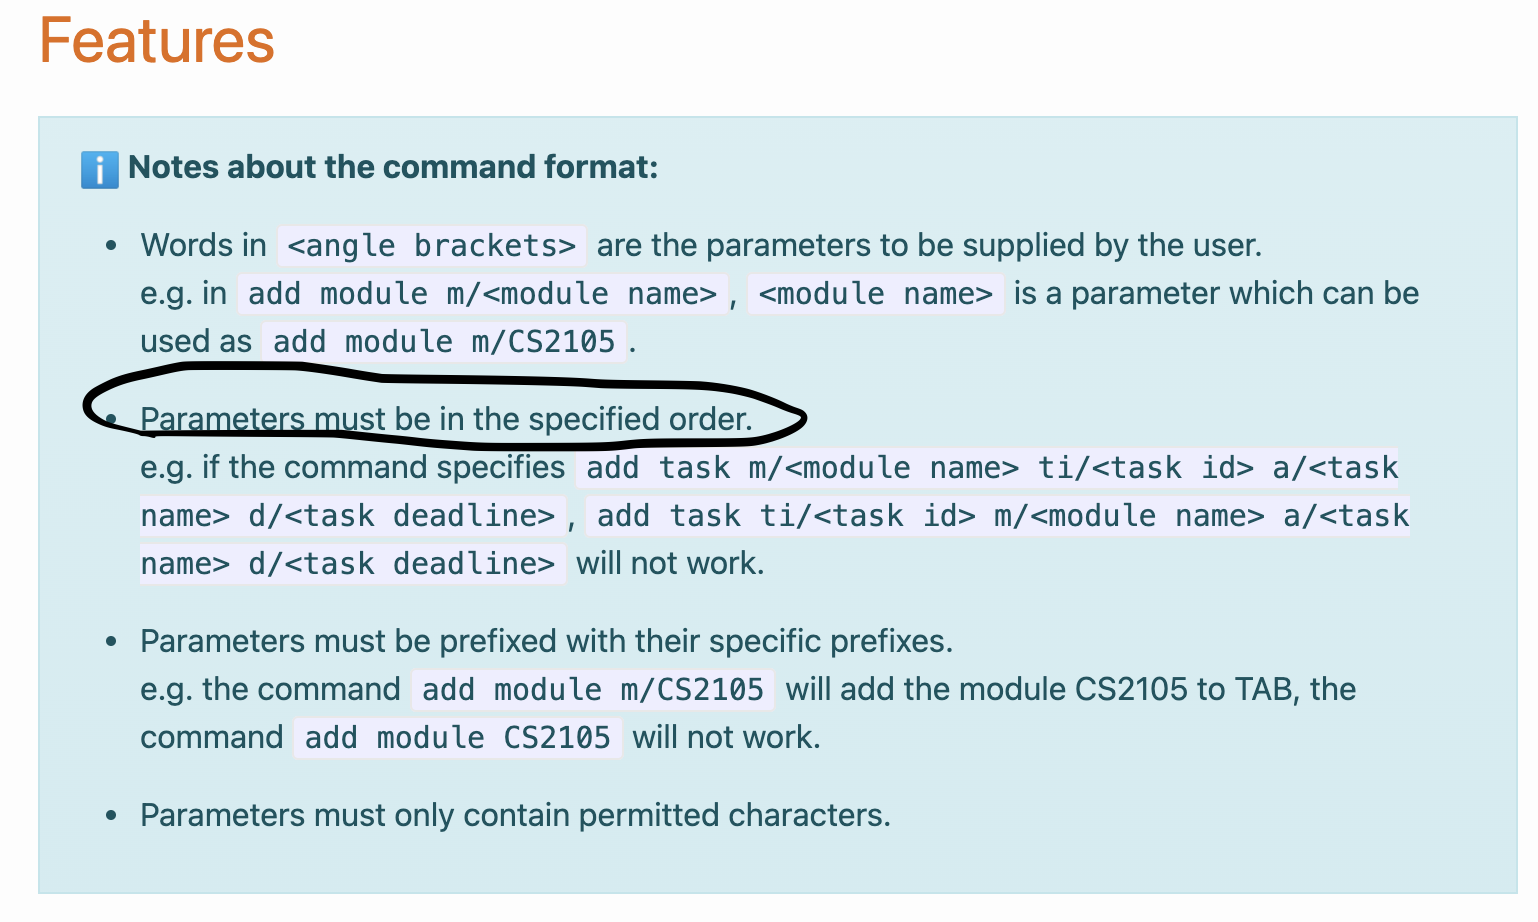 Features
Notes about the command format:
• Words in <angle brackets> are the parameters to be supplied by the user.
e.g. in add module m/<module name>, <module name> is a parameter which can be
used as add module m/CS2105.
• Parameters must be in the specified order.
e.g. if the command specifies add task m/<module name> ti/<task id> a/<task
name> d/<task deadline>, add task ti/<task id> m/<module name> a/<task
name> d/<task deadline> will not work.
• Parameters must be prefixed with their specific prefixes.
e.g. the command add module m/CS2105 will add the module CS2105 to TAB, the
command add module CS2105 will not work.
• Parameters must only contain permitted characters.